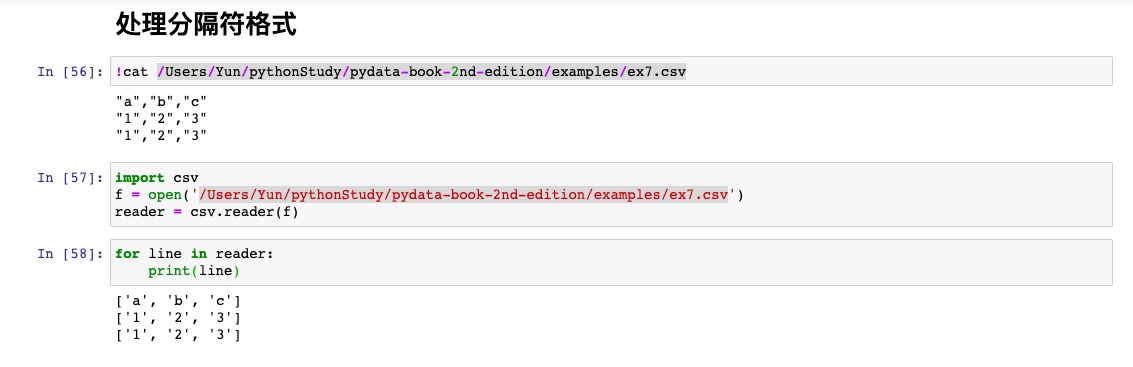 处理分隔符格式
In [56]: !cat /Users/Yun/pythonStudy/pydata-book-2nd-edition/examples/ex7.csv
"a","b","c"
"1","2","3"
"1","2","3"
In [57]: import csv
f = open('/Users/Yun/pythonStudy/pydata-book-2nd-edition/examples/ex7.csv')
reader = csv.reader(f)
In [58]: for line in reader:
    print(line)
['a', 'b', 'c']
['1', '2', '3']
['1', '2', '3']